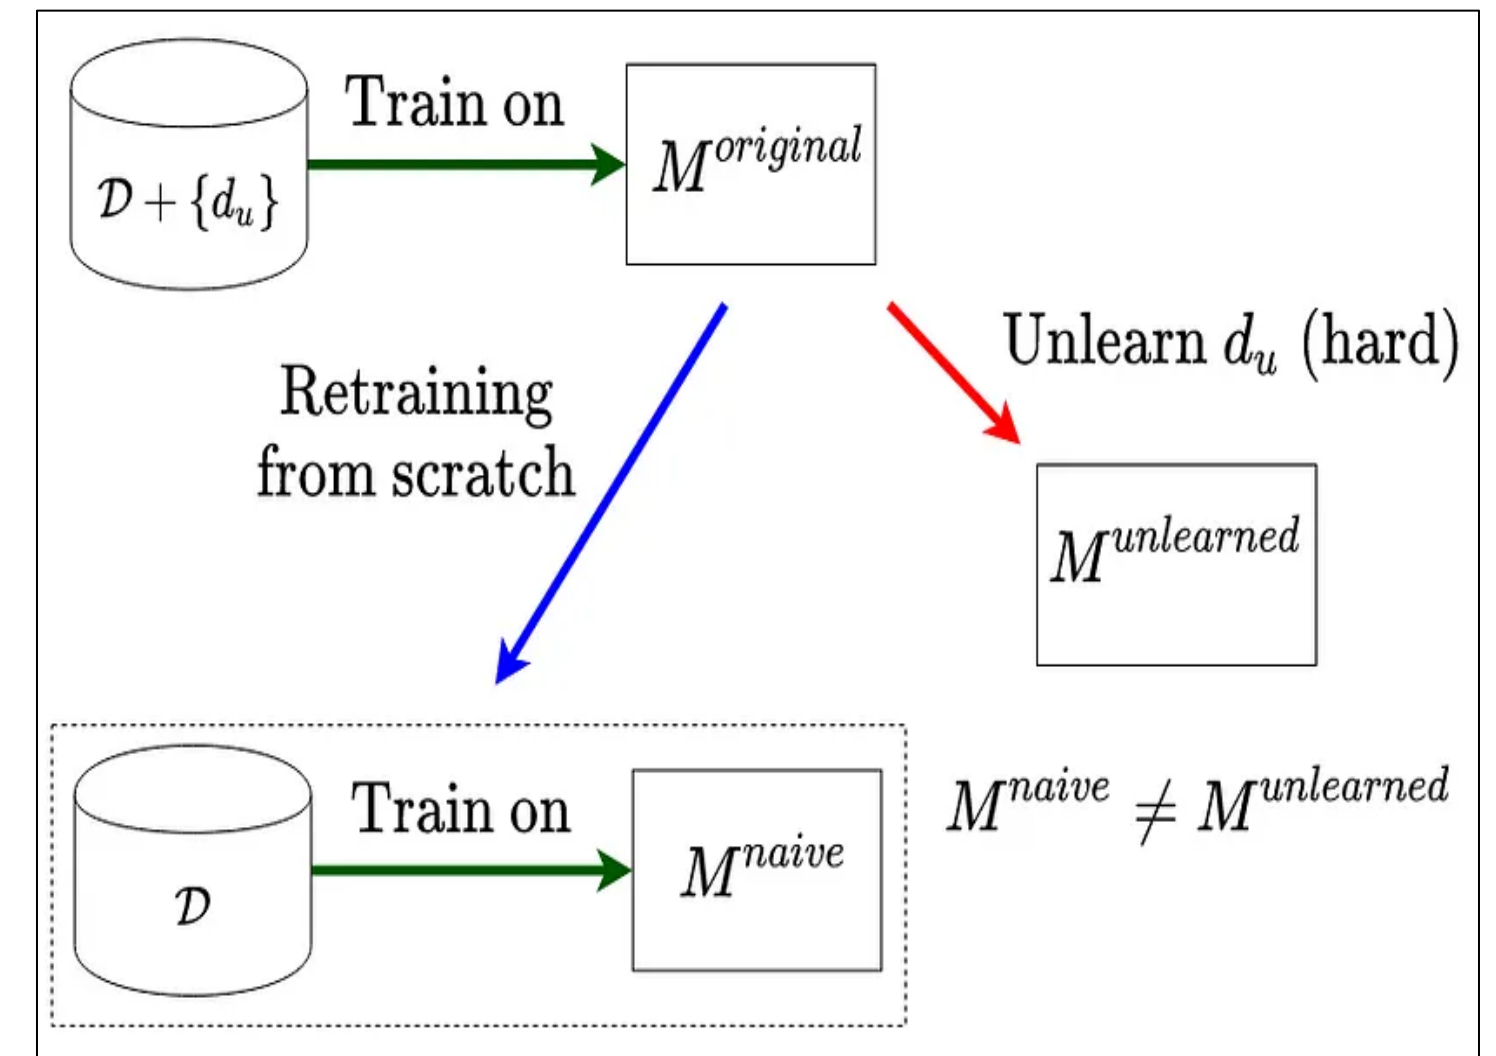 Train on
𝒟 + {d_u}
M^{original}
Unlearn d_u (hard)
Retraining
from scratch
M^{unlearned}
Train on
𝒟
M^{naive}
M^{naive} ≠ M^{unlearned}